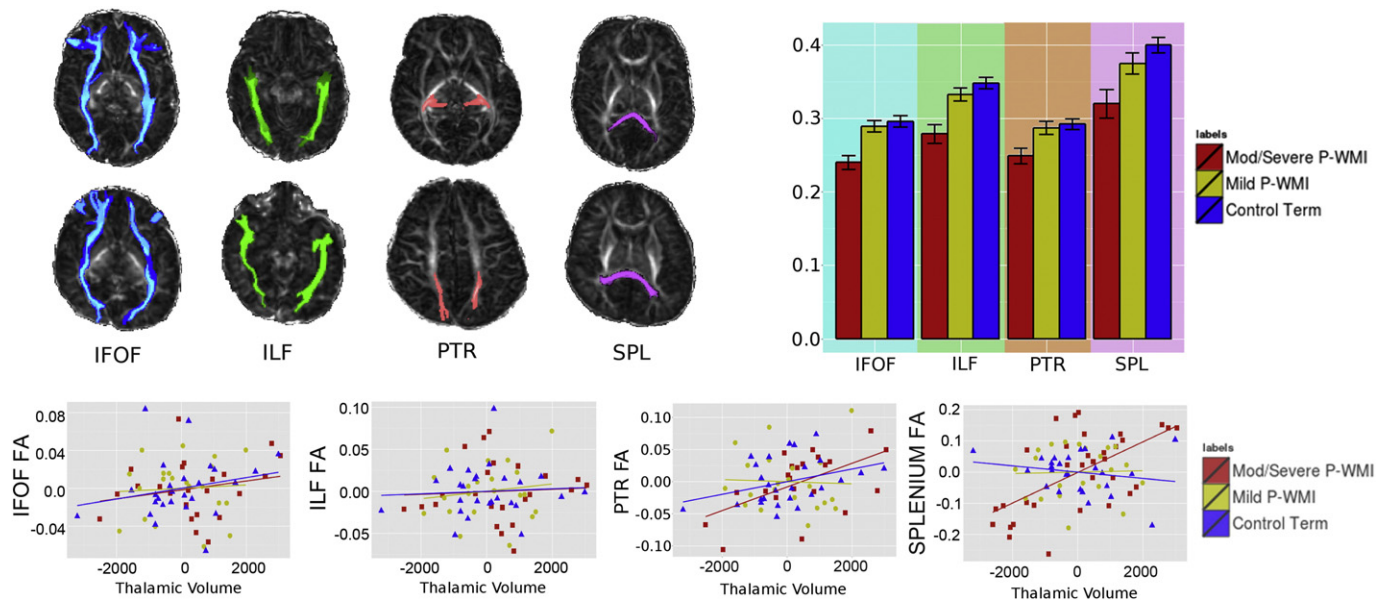 IFOF ILF PTR SPL
0.4
0.3
0.2
0.1
0.0
IFOF ILF PTR SPL
labels
Mod/Severe P-WMI
Mild P-WMI
Control Term
IFOF FA
0.08
0.04
0.0
-0.04
-2000 0 2000
Thalamic Volume
ILF FA
0.10
0.05
0.00
-0.05
-2000 0 2000
Thalamic Volume
PTR FA
0.10
0.05
0.00
-0.05
-0.10
-2000 0 2000
Thalamic Volume
SPLENIUM FA
0.2
0.1
0.0
-0.1
-0.2
-2000 0 2000
Thalamic Volume
labels
Mod/Severe P-WMI
Mild P-WMI
Control Term